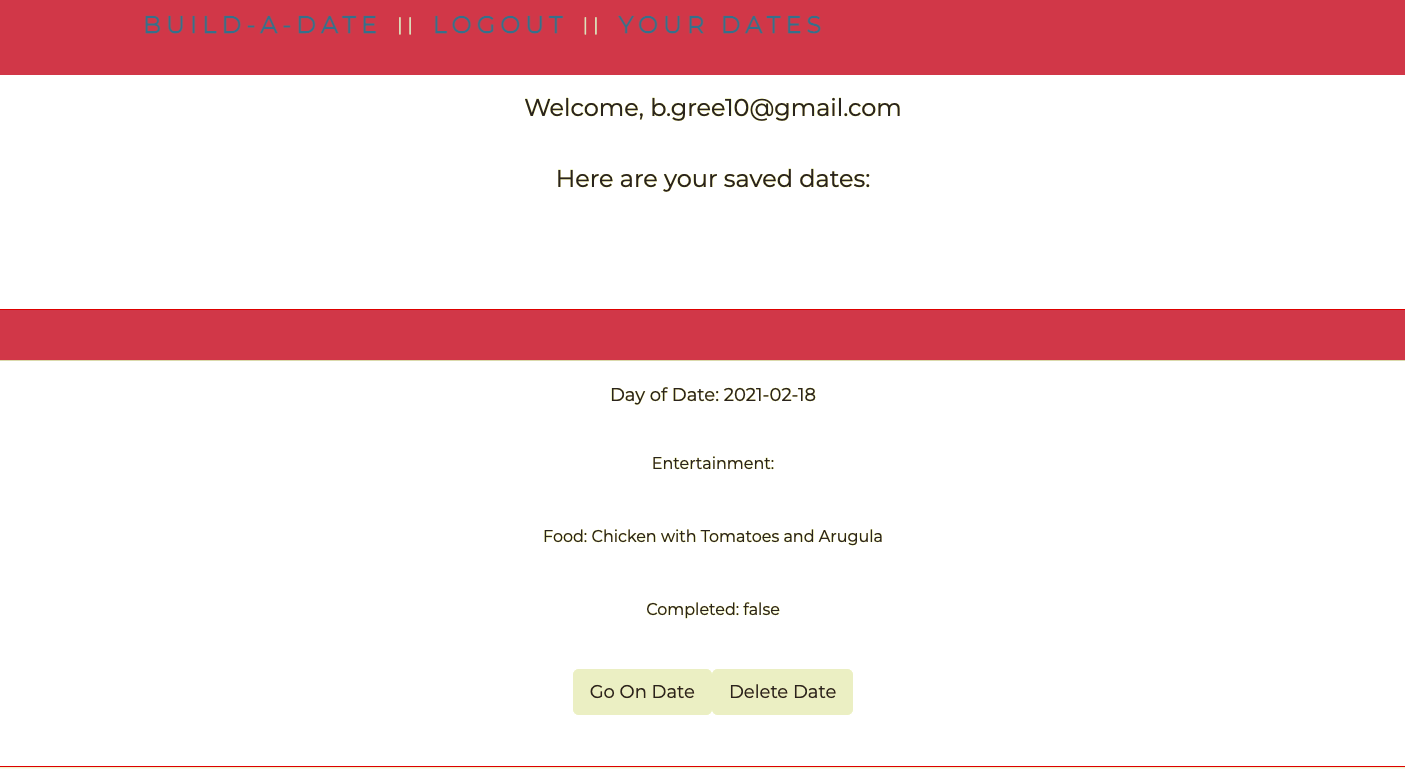 BUILD-A-DATE || LOGOUT || YOUR DATES
Welcome, b.gree10@gmail.com
Here are your saved dates:
Day of Date: 2021-02-18
Entertainment:
Food: Chicken with Tomatoes and Arugula
Completed: false
Go On Date Delete Date